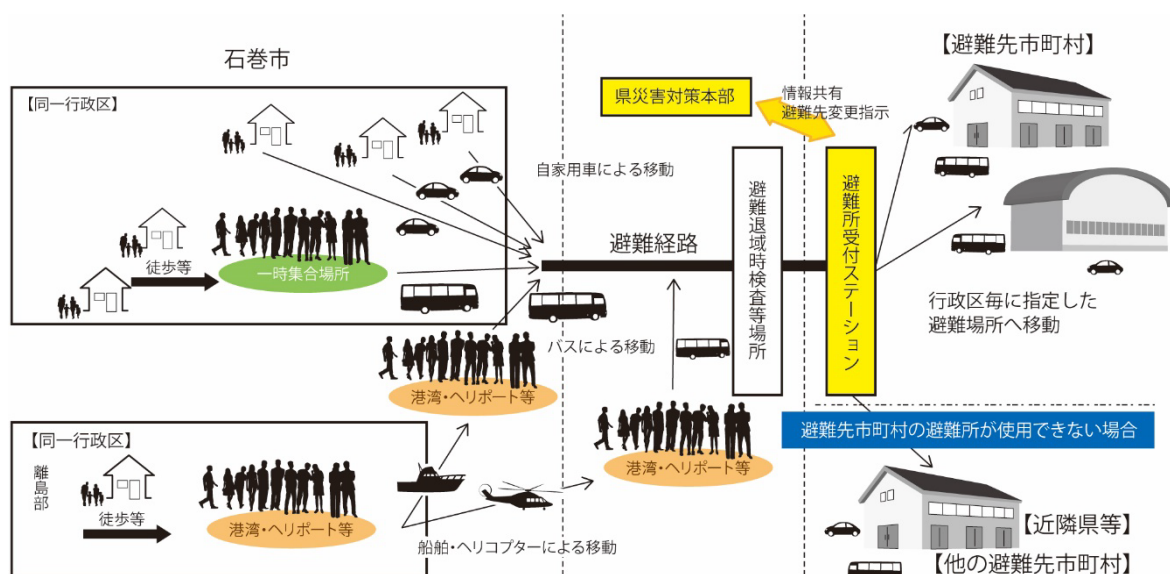 石巻市
【同一行政区】
徒歩等
一時集合場所
自家用車による移動
避難経路
バスによる移動
港湾・ヘリポート等
【同一行政区】
離島部
徒歩等
港湾・ヘリポート等
船舶・ヘリコプターによる移動
港湾・ヘリポート等
県災害対策本部
情報共有
避難先変更指示
避難退域時検査等場所
避難所受付ステーション
【避難先市町村】
行政区毎に指定した
避難場所へ移動
避難先市町村の避難所が使用できない場合
【近隣県等】
【他の避難先市町村】